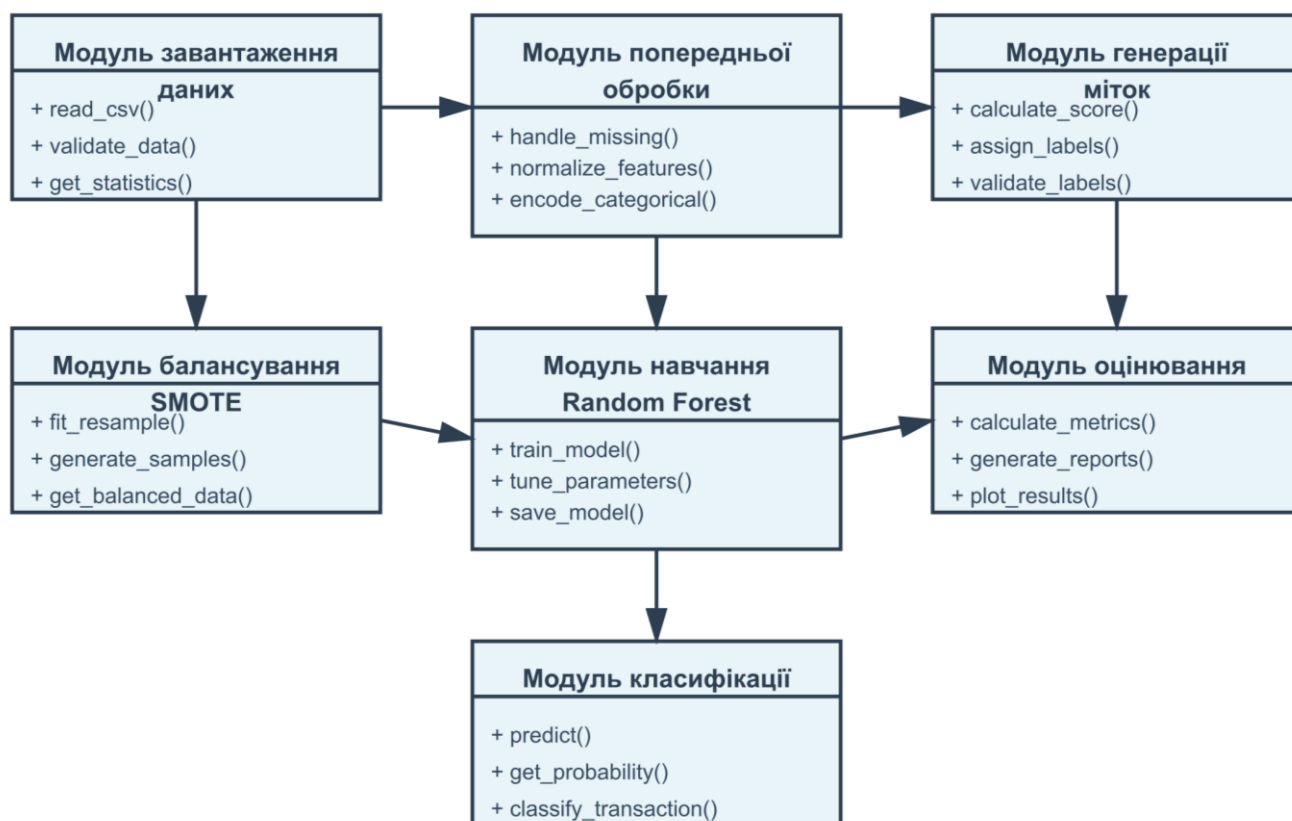 Модуль завантаження
даних
+ read_csv()
+ validate_data()
+ get_statistics()
Модуль попередньої
обробки
+ handle_missing()
+ normalize_features()
+ encode_categorical()
Модуль генерації
міток
+ calculate_score()
+ assign_labels()
+ validate_labels()
Модуль балансування
SMOTE
+ fit_resample()
+ generate_samples()
+ get_balanced_data()
Модуль навчання
Random Forest
+ train_model()
+ tune_parameters()
+ save_model()
Модуль оцінювання
+ calculate_metrics()
+ generate_reports()
+ plot_results()
Модуль класифікації
+ predict()
+ get_probability()
+ classify_transaction()